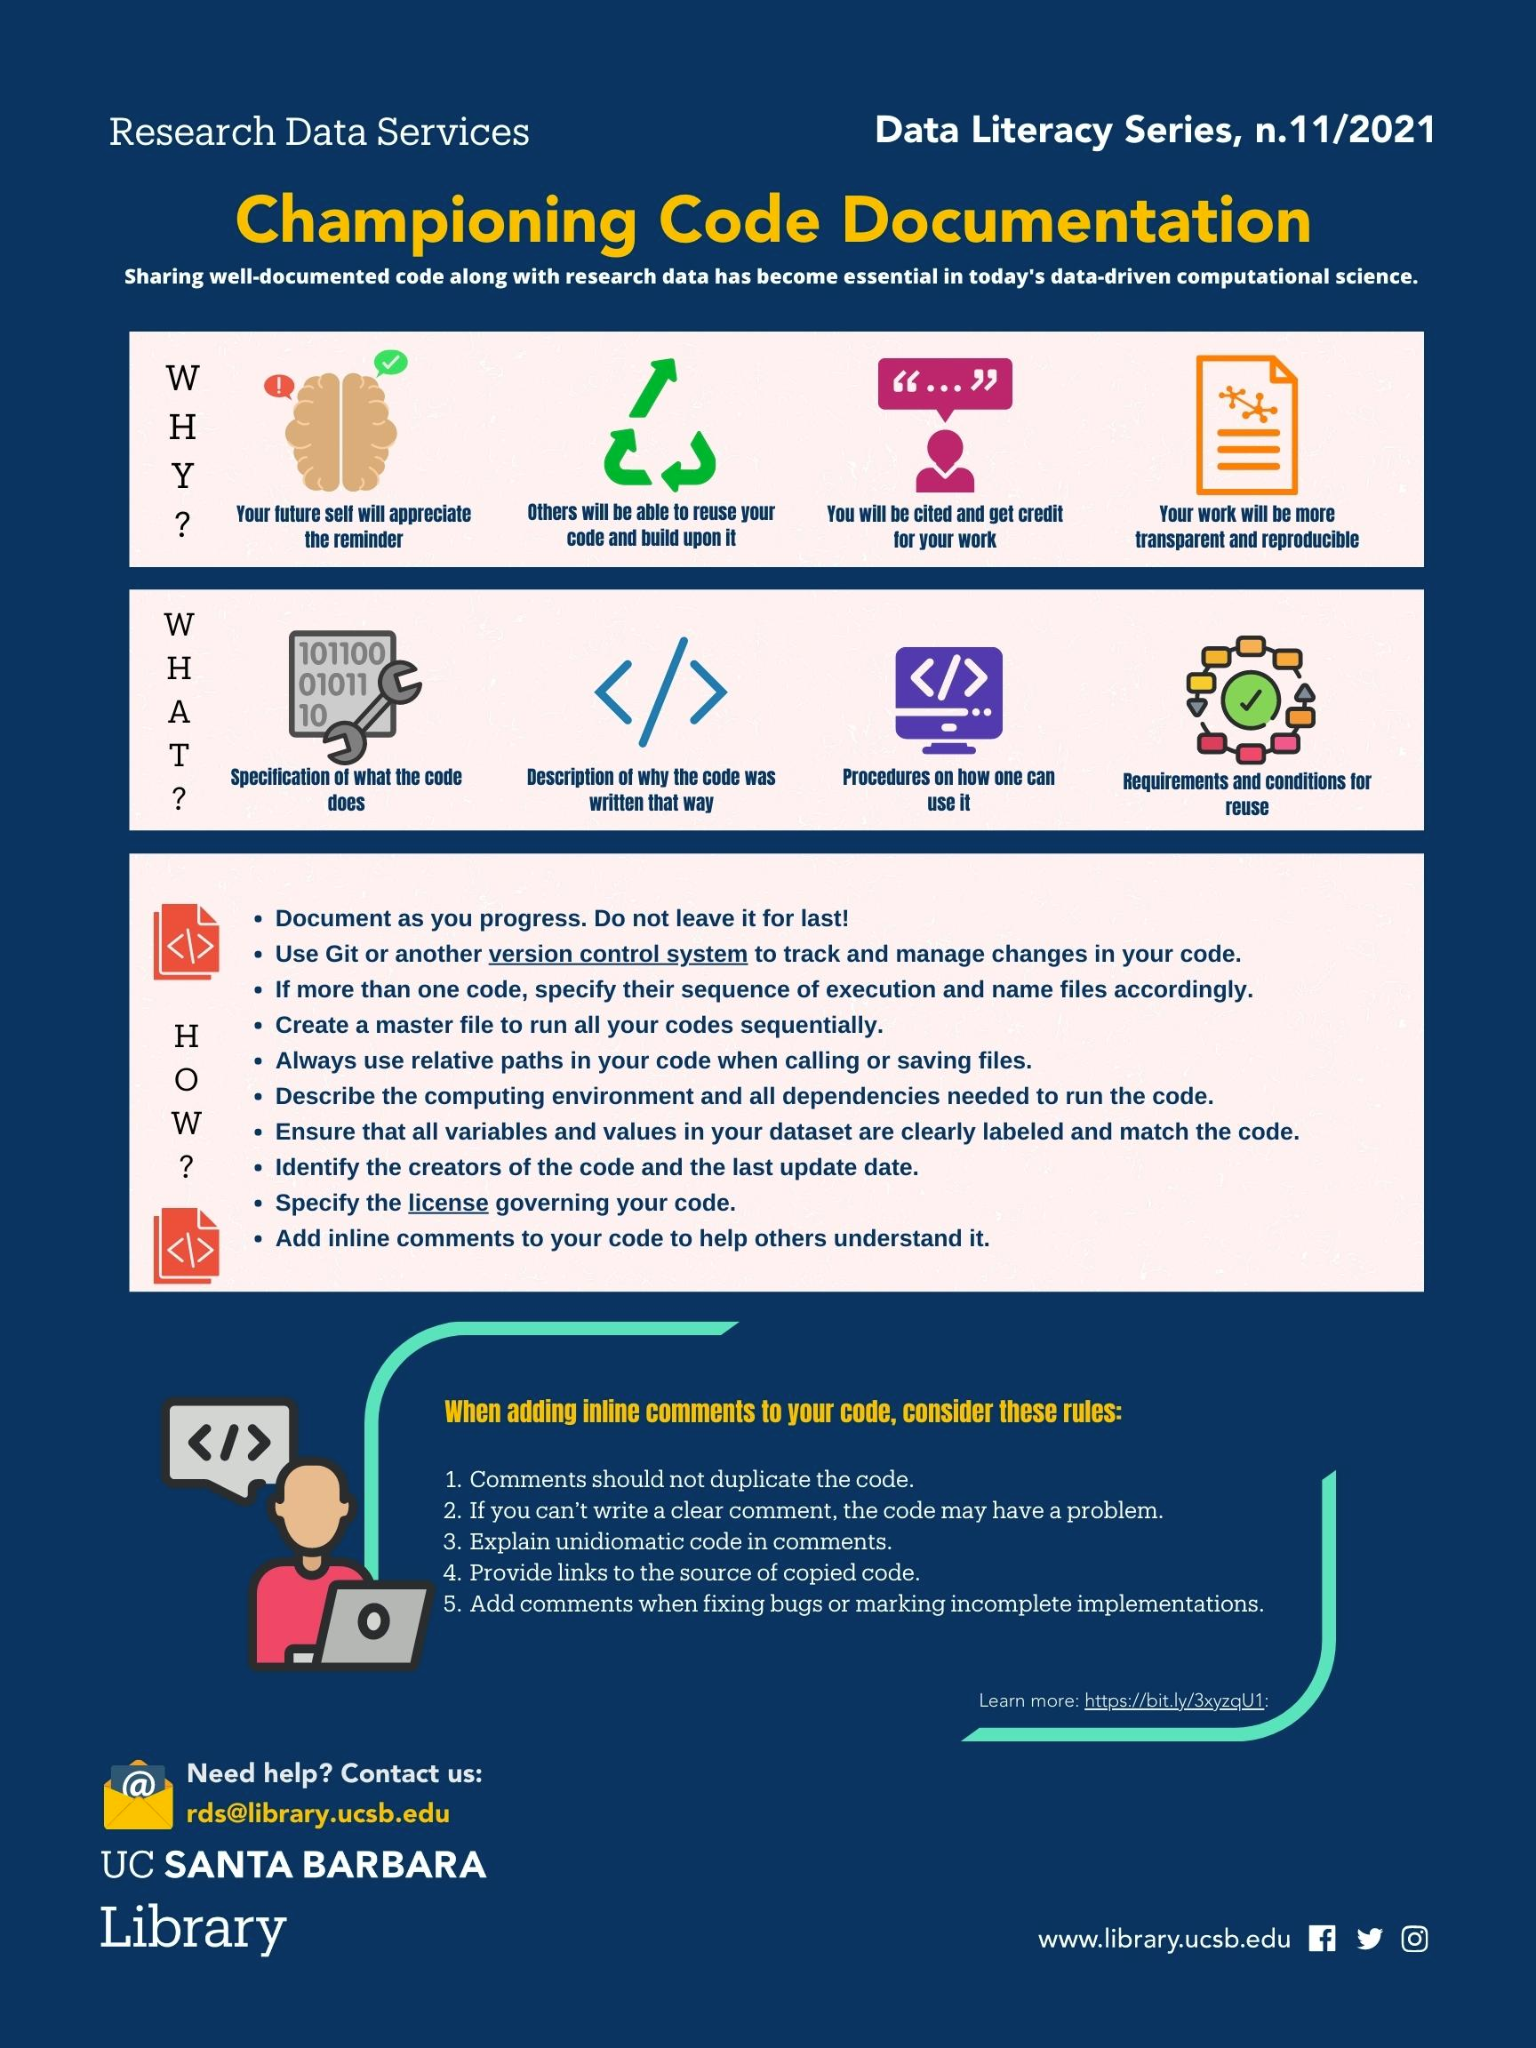 Research Data Services
Data Literacy Series, n.11/2021
Championing Code Documentation
Sharing well-documented code along with research data has become essential in today's data-driven computational science.
W
H
Y
?
“ ... ”
Your future self will appreciate
the reminder
Others will be able to reuse your
code and build upon it
You will be cited and get credit
for your work
Your work will be more
transparent and reproducible
W
H
A
T
?
101100
01011
10
</>
</>
Specification of what the code
does
Description of why the code was
written that way
Procedures on how one can
use it
Requirements and conditions for
reuse
</>
H
O
W
?
</>
• Document as you progress. Do not leave it for last!
• Use Git or another version control system to track and manage changes in your code.
• If more than one code, specify their sequence of execution and name files accordingly.
• Create a master file to run all your codes sequentially.
• Always use relative paths in your code when calling or saving files.
• Describe the computing environment and all dependencies needed to run the code.
• Ensure that all variables and values in your dataset are clearly labeled and match the code.
• Identify the creators of the code and the last update date.
• Specify the license governing your code.
• Add inline comments to your code to help others understand it.
</>
When adding inline comments to your code, consider these rules:
1. Comments should not duplicate the code.
2. If you can’t write a clear comment, the code may have a problem.
3. Explain unidiomatic code in comments.
4. Provide links to the source of copied code.
5. Add comments when fixing bugs or marking incomplete implementations.
Learn more: https://bit.ly/3xyzqU1:
@
Need help? Contact us:
rds@library.ucsb.edu
UC SANTA BARBARA
Library
www.library.ucsb.edu